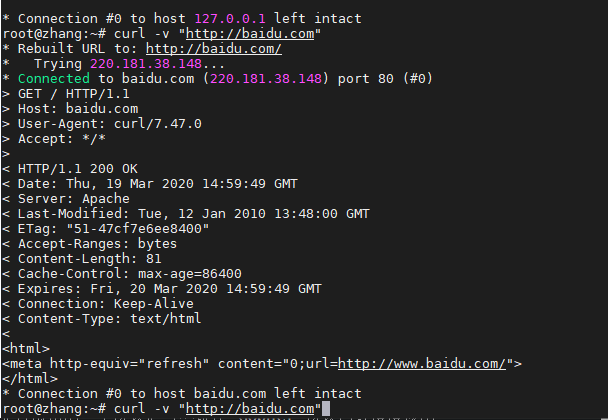 * Connection #0 to host 127.0.0.1 left intact
root@zhang:~# curl -v "http://baidu.com"
* Rebuilt URL to: http://baidu.com/
*   Trying 220.181.38.148...
* Connected to baidu.com (220.181.38.148) port 80 (#0)
> GET / HTTP/1.1
> Host: baidu.com
> User-Agent: curl/7.47.0
> Accept: */*
>
< HTTP/1.1 200 OK
< Date: Thu, 19 Mar 2020 14:59:49 GMT
< Server: Apache
< Last-Modified: Tue, 12 Jan 2010 13:48:00 GMT
< ETag: "51-47cf7e6ee8400"
< Accept-Ranges: bytes
< Content-Length: 81
< Cache-Control: max-age=86400
< Expires: Fri, 20 Mar 2020 14:59:49 GMT
< Connection: Keep-Alive
< Content-Type: text/html
<
<html>
<meta http-equiv="refresh" content="0;url=http://www.baidu.com/">
</html>
* Connection #0 to host baidu.com left intact
root@zhang:~# curl -v "http://baidu.com"